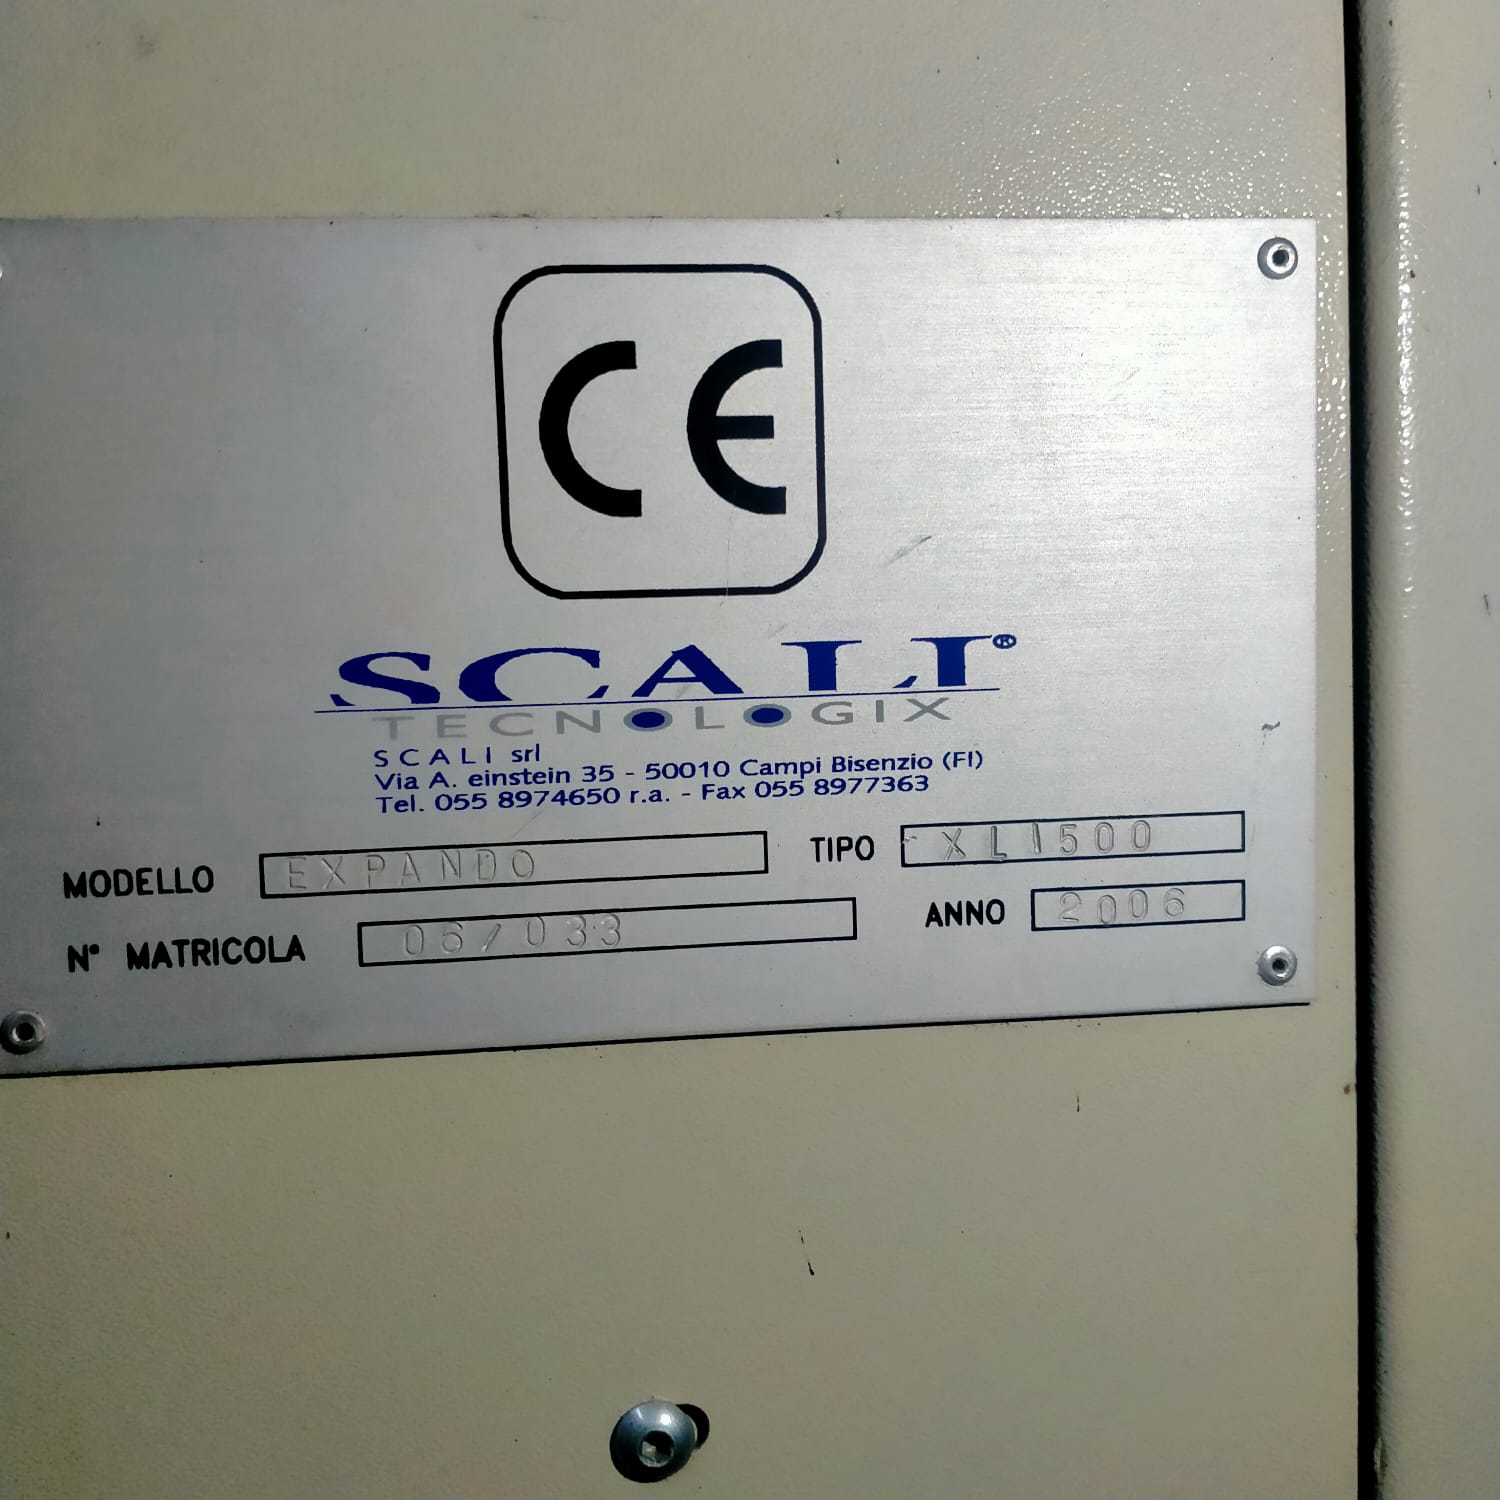 CE
SCALI®
TECNOLOGIX
SCALI srl
Via A. einstein 35 - 50010 Campi Bisenzio (FI)
Tel. 055 8974650 r.a. - Fax 055 8977363
MODELLO EXPANDO TIPO XL1500
N° MATRICOLA 06/033 ANNO 2006